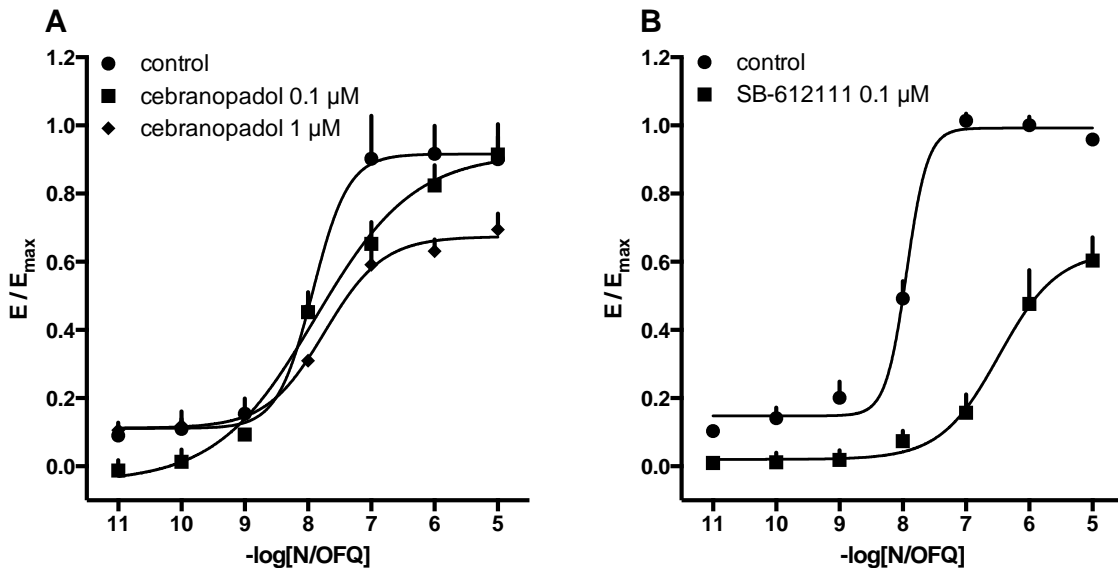 A
control
cebranopadol 0.1 µM
cebranopadol 1 µM
1.2
1.0
0.8
0.6
0.4
0.2
0.0
E / Emax
11 10 9 8 7 6 5
-log[N/OFQ]
B
control
SB-612111 0.1 µM
1.2
1.0
0.8
0.6
0.4
0.2
0.0
E / Emax
11 10 9 8 7 6 5
-log[N/OFQ]